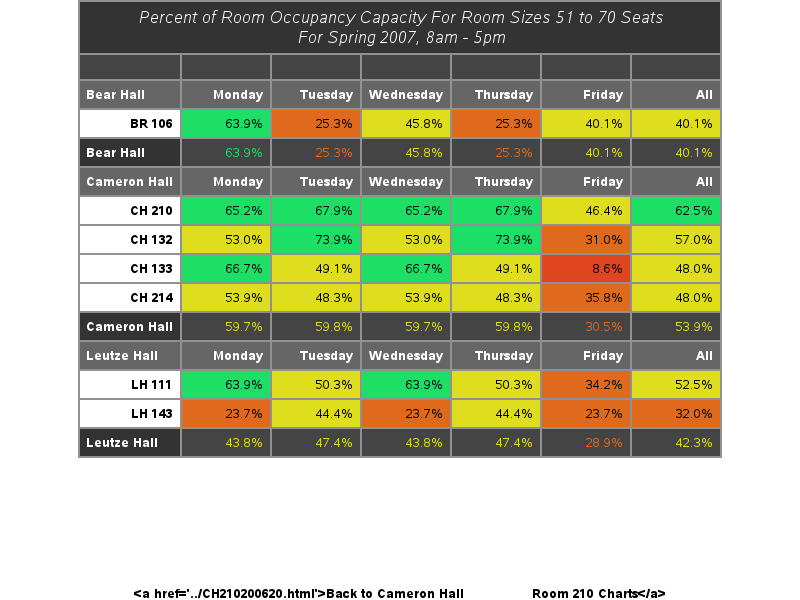 Percent of Room Occupancy Capacity For Room Sizes 51 to 70 Seats
For Spring 2007, 8am - 5pm
Bear Hall Monday Tuesday Wednesday Thursday Friday All
BR 106 63.9% 25.3% 45.8% 25.3% 40.1% 40.1%
Bear Hall 63.9% 25.3% 45.8% 25.3% 40.1% 40.1%
Cameron Hall Monday Tuesday Wednesday Thursday Friday All
CH 210 65.2% 67.9% 65.2% 67.9% 46.4% 62.5%
CH 132 53.0% 73.9% 53.0% 73.9% 31.0% 57.0%
CH 133 66.7% 49.1% 66.7% 49.1% 8.6% 48.0%
CH 214 53.9% 48.3% 53.9% 48.3% 35.8% 48.0%
Cameron Hall 59.7% 59.8% 59.7% 59.8% 30.5% 53.9%
Leutze Hall Monday Tuesday Wednesday Thursday Friday All
LH 111 63.9% 50.3% 63.9% 50.3% 34.2% 52.5%
LH 143 23.7% 44.4% 23.7% 44.4% 23.7% 32.0%
Leutze Hall 43.8% 47.4% 43.8% 47.4% 28.9% 42.3%
<a href='../CH210200620.html'>Back to Cameron Hall Room 210 Charts</a>